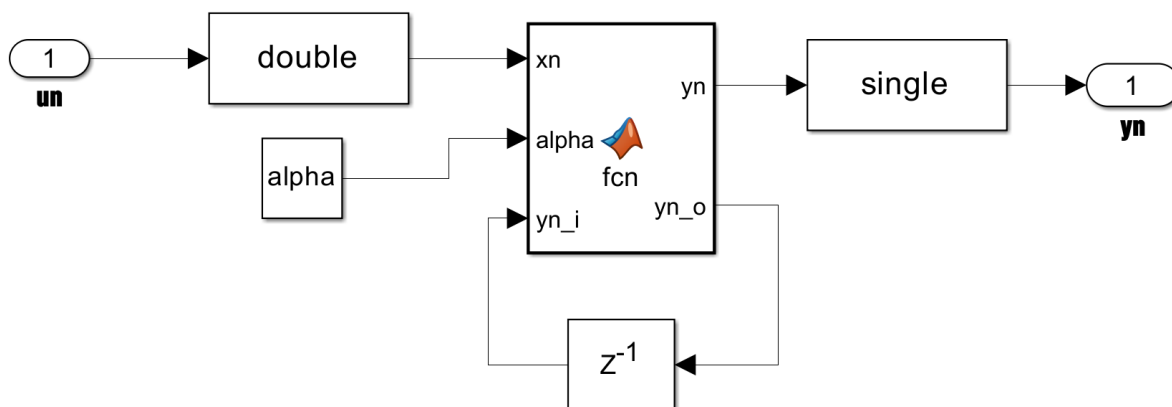 1
un
double
alpha
xn
alpha
yn_i
fcn
yn
yn_o
single
1
yn
Z-1